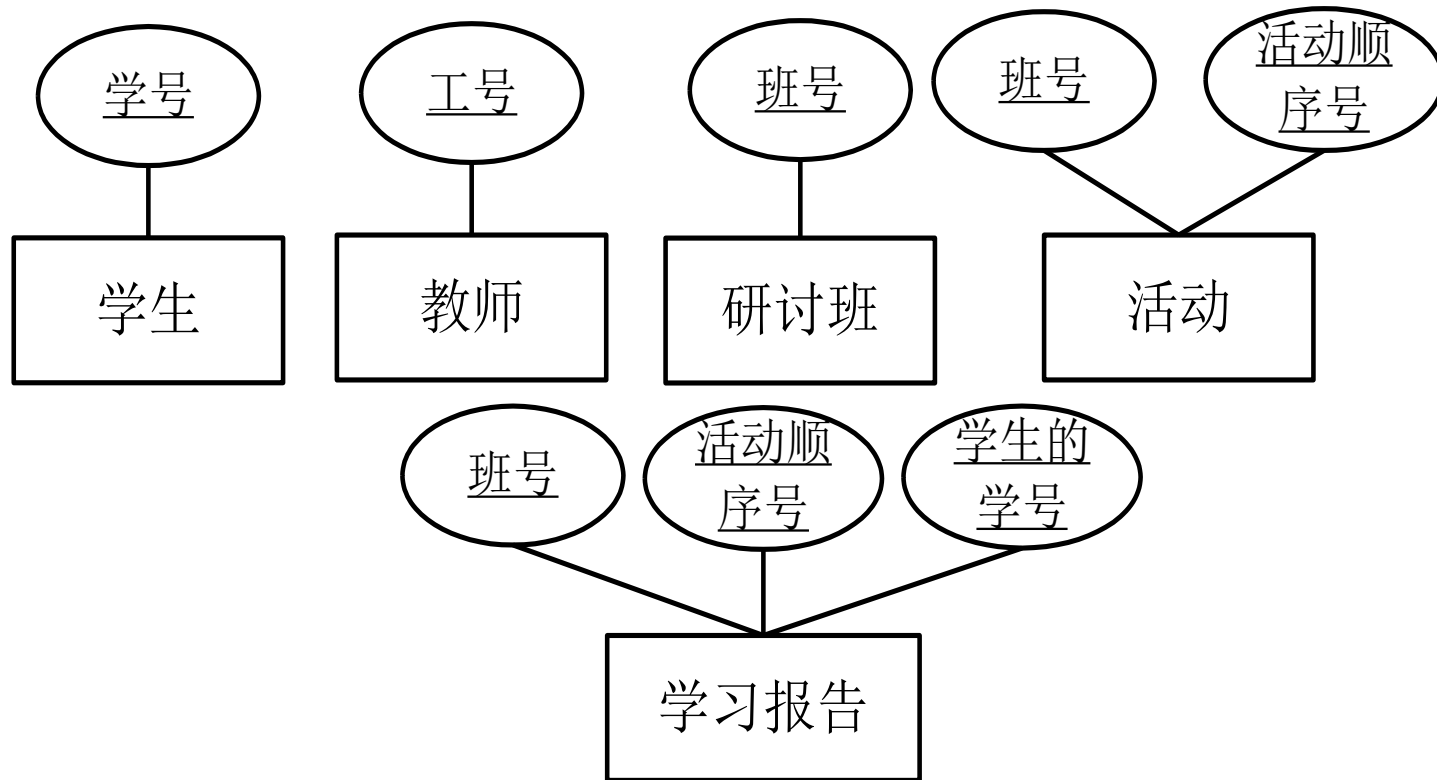 学号
工号
班号
班号
活动顺
序号
学生
教师
研讨班
活动
班号
活动顺
序号
学生的
学号
学习报告